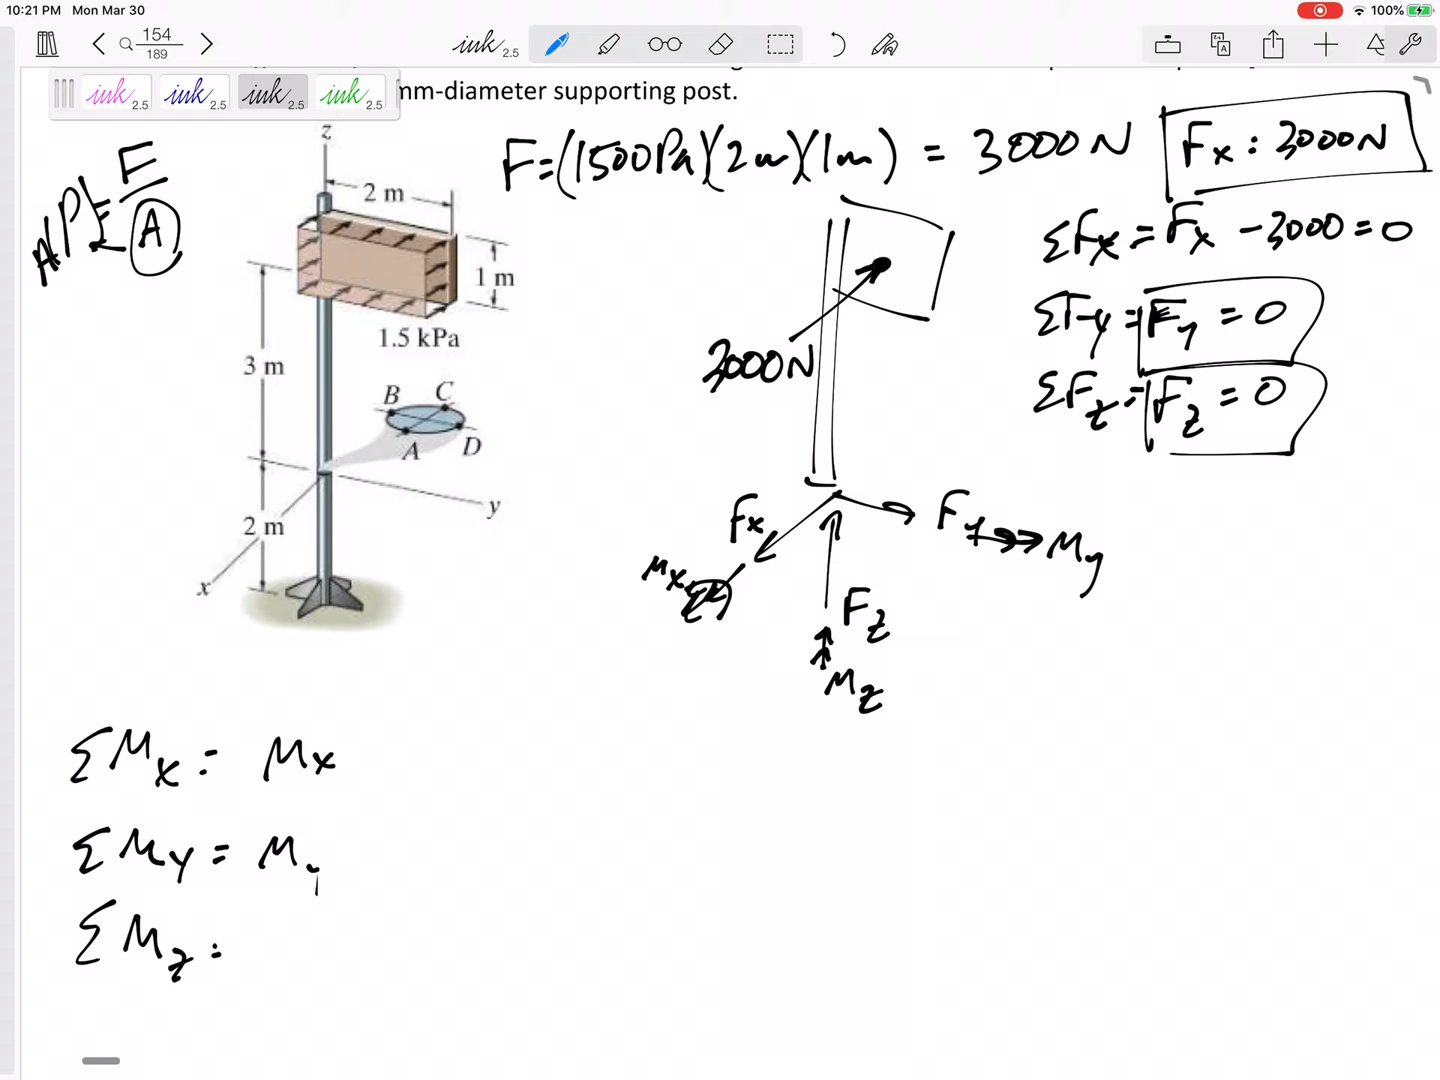 10:21 PM Mon Mar 30
100%
154
189
ink 2.5
ink 2.5 ink 2.5 ink 2.5 ink 2.5
mm-diameter supporting post.
A(P)= F/A
F=(1500Pa)(2m)(1m) = 3000N
Fx: 3000N
ΣFx = Fx -3000 = 0
ΣFy = Fy = 0
ΣFz = Fz = 0
z
2 m
1 m
1.5 kPa
3 m
B C
A D
y
2 m
x
3000N
Fx
Fy
My
Mx
Fz
Mz
ΣMx = Mx
ΣMy = My
ΣMz =